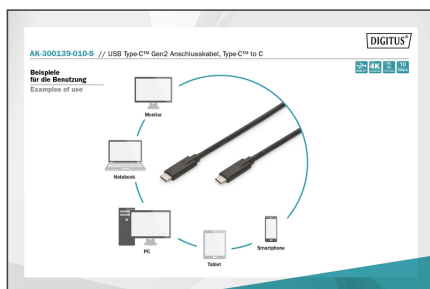 DIGITUS®
AK-300139-010-S // USB Type-C™ Gen2 Anschlusskabel, Type-C™ to C
4K
10
Gbps
Beispiele
für die Benutzung
Examples of use
Monitor
Notebook
PC
Tablet
Smartphone